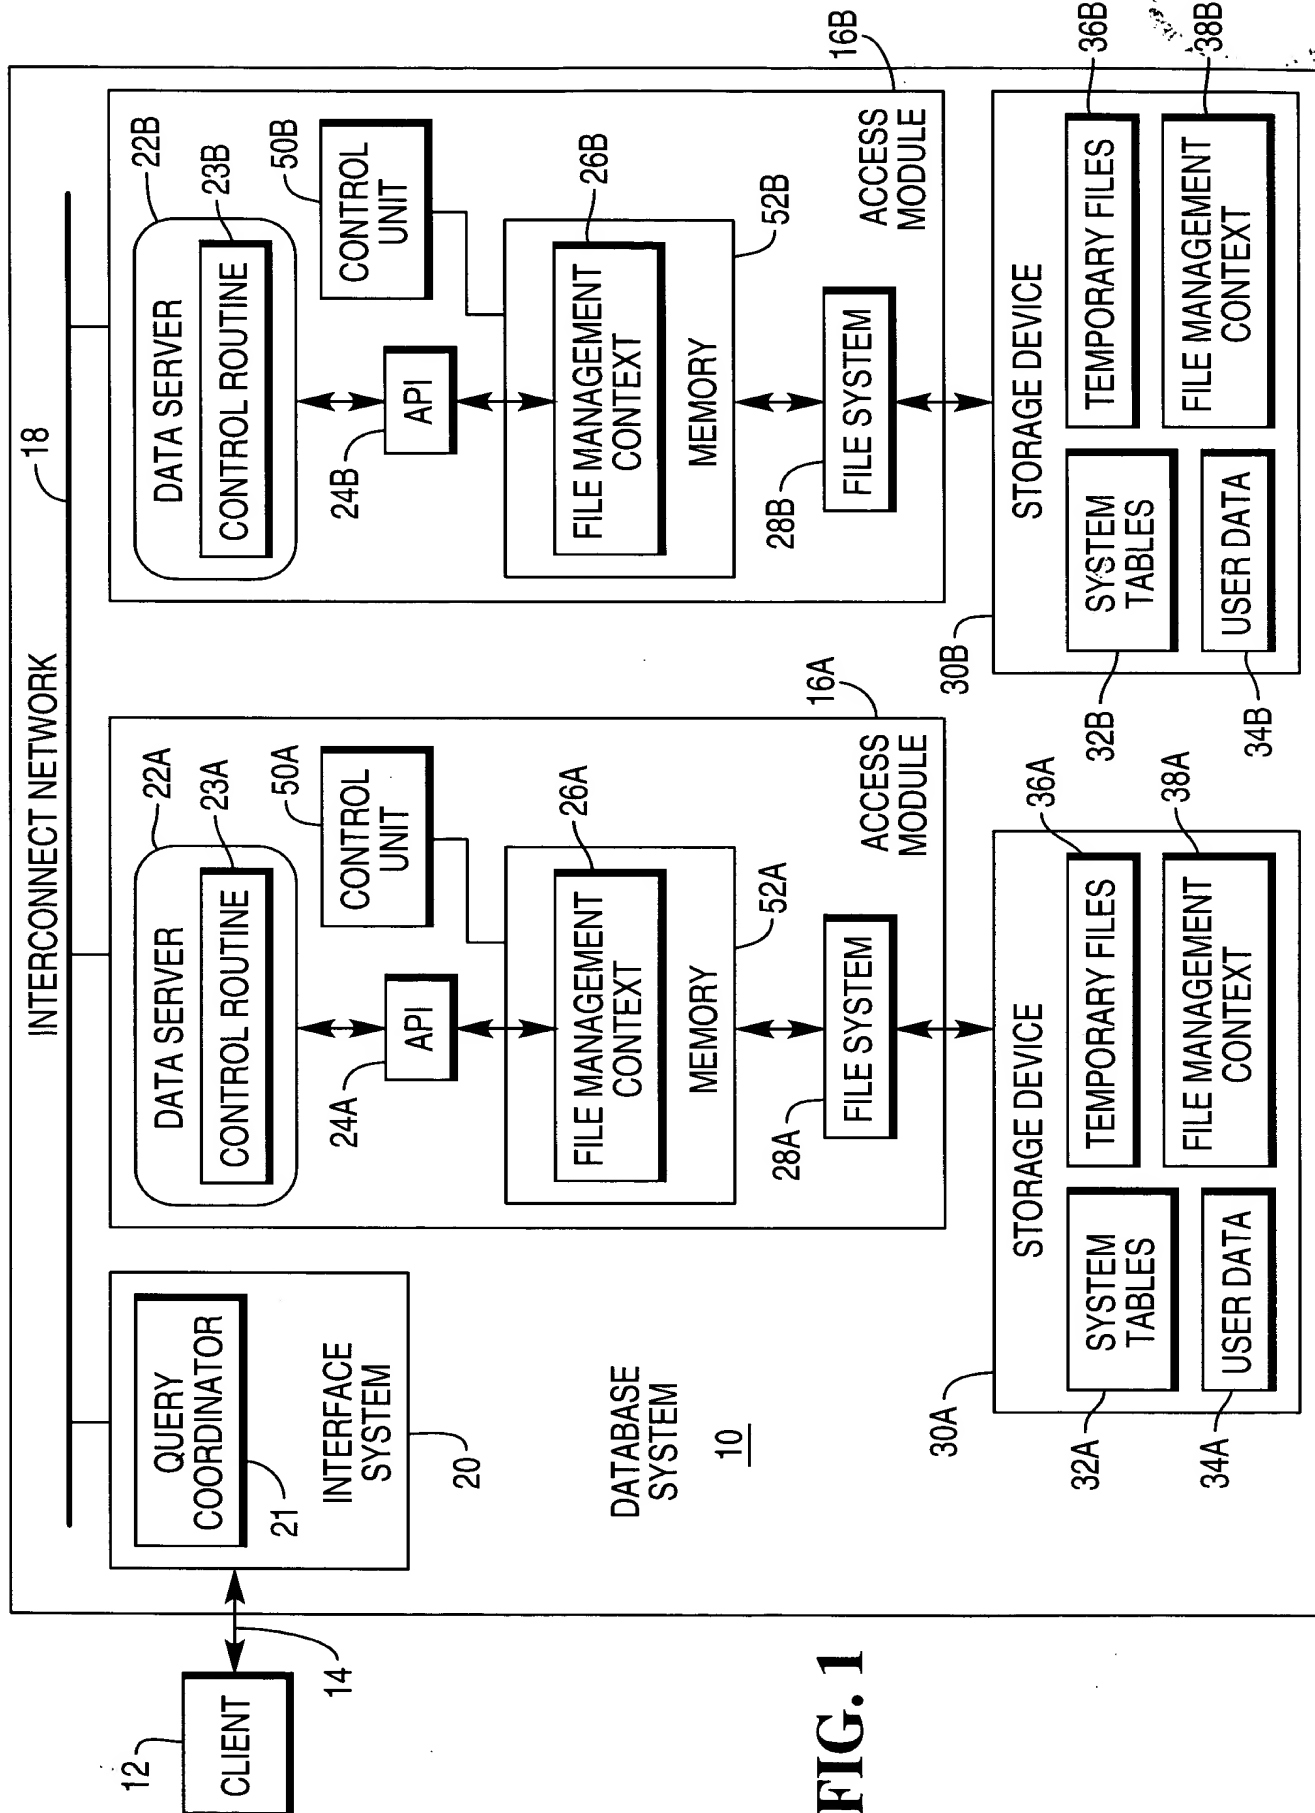 INTERCONNECT NETWORK
18
12
CLIENT
14
QUERY
COORDINATOR
21
INTERFACE
SYSTEM
20
DATABASE
SYSTEM
10
22A
DATA SERVER
23A
CONTROL ROUTINE
50A
CONTROL
UNIT
24A
API
26A
FILE MANAGEMENT
CONTEXT
MEMORY
52A
28A
FILE SYSTEM
ACCESS
MODULE
16A
30A
STORAGE DEVICE
32A
SYSTEM
TABLES
34A
USER DATA
36A
TEMPORARY FILES
38A
FILE MANAGEMENT
CONTEXT
22B
DATA SERVER
23B
CONTROL ROUTINE
50B
CONTROL
UNIT
24B
API
26B
FILE MANAGEMENT
CONTEXT
MEMORY
52B
28B
FILE SYSTEM
ACCESS
MODULE
16B
30B
STORAGE DEVICE
32B
SYSTEM
TABLES
34B
USER DATA
36B
TEMPORARY FILES
38B
FILE MANAGEMENT
CONTEXT
FIG. 1